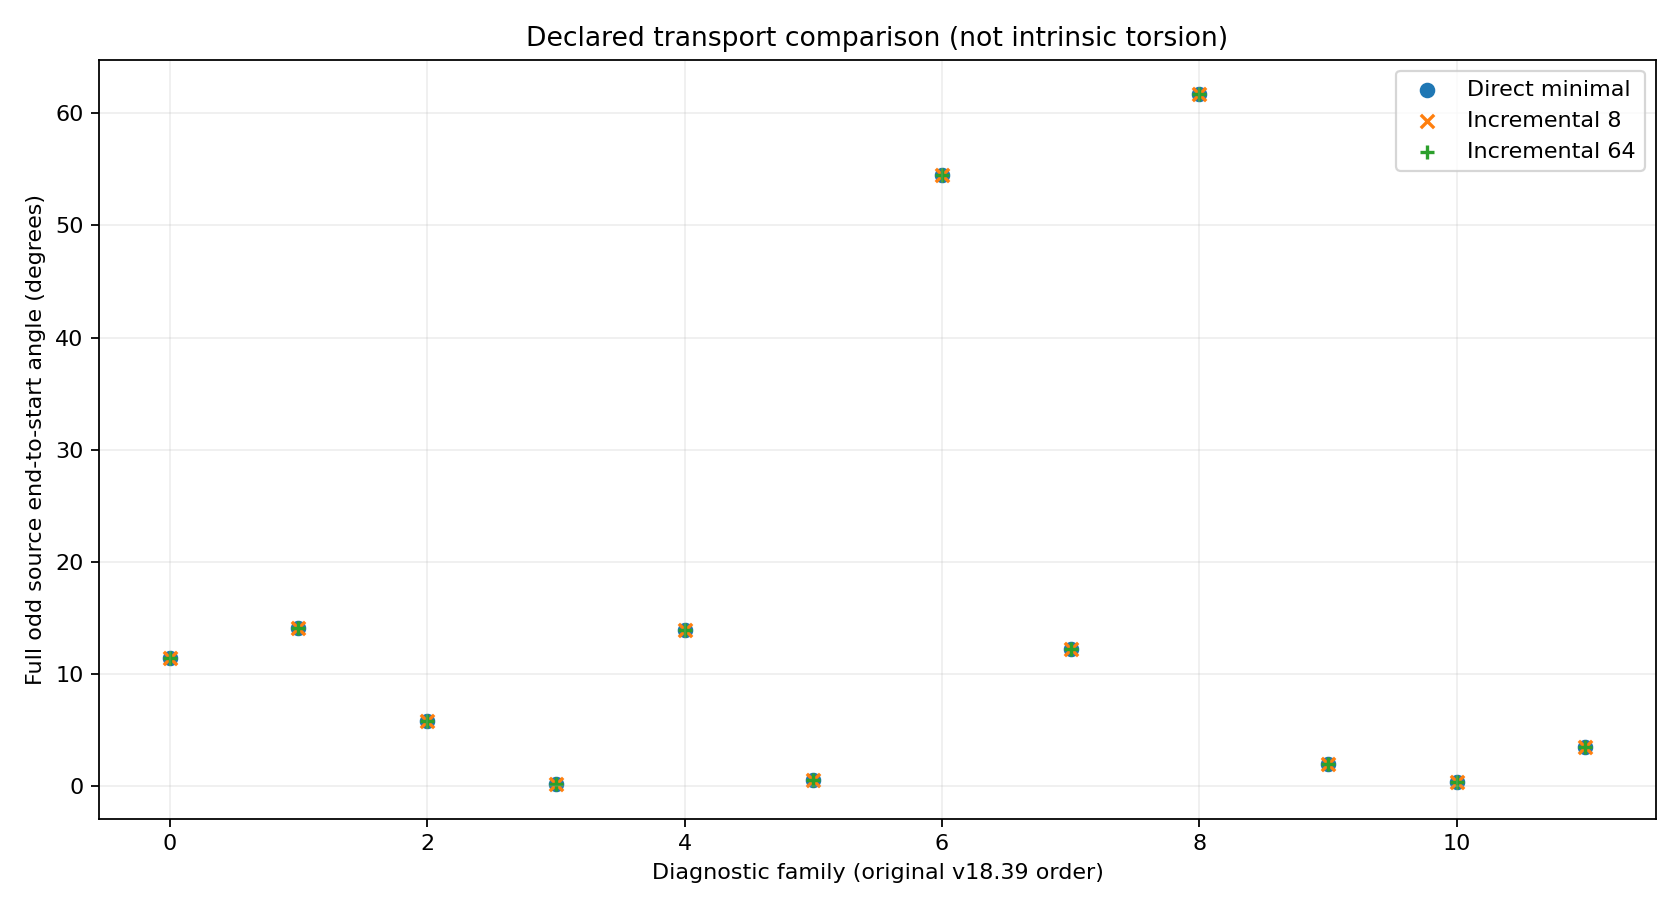 Declared transport comparison (not intrinsic torsion)
Direct minimal
Incremental 8
Incremental 64
Full odd source end-to-start angle (degrees)
60
50
40
30
20
10
0
0 2 4 6 8 10
Diagnostic family (original v18.39 order)